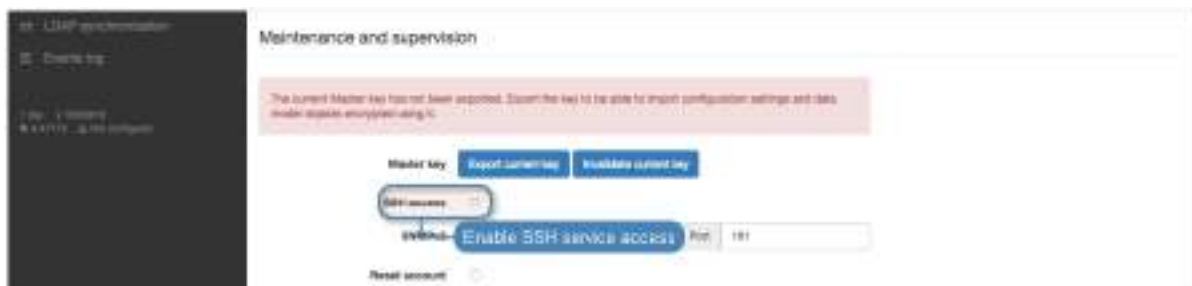 LDAP synchronization
Events log
Maintenance and supervision
The current Master key has not been exported. Export the key to be able to import configuration settings and data
model copies encrypted using it.
Master key Export current key Invalidate current key
SSH access
Enable SSH service access Port 161
Reset account